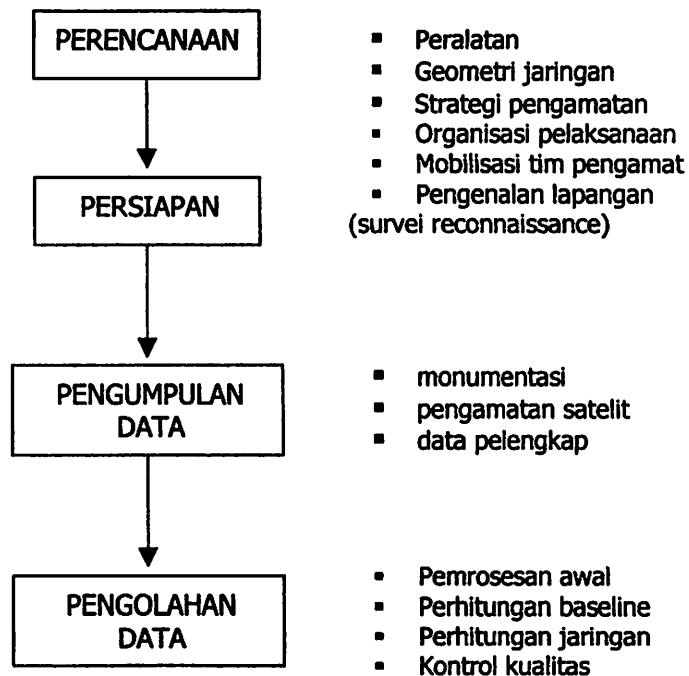 PERENCANAAN
▪ Peralatan
▪ Geometri jaringan
▪ Strategi pengamatan
▪ Organisasi pelaksanaan
▪ Mobilisasi tim pengamat
PERSIAPAN
▪ Pengenalan lapangan
(survei reconnaissance)
PENGUMPULAN
DATA
▪ monumentasi
▪ pengamatan satelit
▪ data pelengkap
PENGOLAHAN
DATA
▪ Pemrosesan awal
▪ Perhitungan baseline
▪ Perhitungan jaringan
▪ Kontrol kualitas